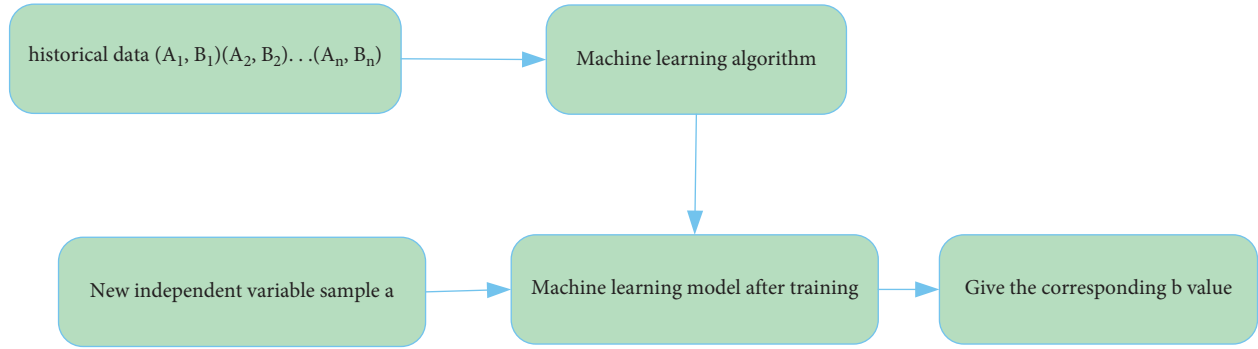 historical data (A₁, B₁)(A₂, B₂). . .(Aₙ, Bₙ)
Machine learning algorithm
New independent variable sample a
Machine learning model after training
Give the corresponding b value